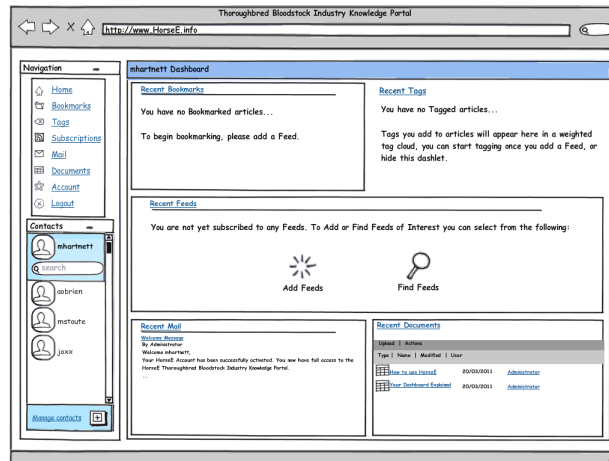 Thoroughbred Bloodstock Industry Knowledge Portal
http://www.HorseE.info
Navigation
Home
Bookmarks
Tags
Subscriptions
Mail
Documents
Account
Logout
Contacts
mhartnett
search
aobrien
mstoute
joxx
Manage contacts
mhartnett Dashboard
Recent Bookmarks
You have no Bookmarked articles...
To begin bookmarking, please add a Feed.
Recent Tags
You have no Tagged articles...
Tags you add to articles will appear here in a weighted
tag cloud, you can start tagging once you add a Feed, or
hide this dashlet.
Recent Feeds
You are not yet subscribed to any Feeds. To Add or Find Feeds of Interest you can select from the following:
Add Feeds
Find Feeds
Recent Mail
Welcome Message
By Administrator
Welcome mhartnett,
Your HorseE Account has been successfully activated. You now have full access to the
HorseE Thoroughbred Bloodstock Industry Knowledge Portal.
...
Recent Documents
Upload | Actions
Type | Name | Modified | User
How to use HorseE 20/03/2011 Administrator
Your Dashboard Explained 20/03/2011 Administrator